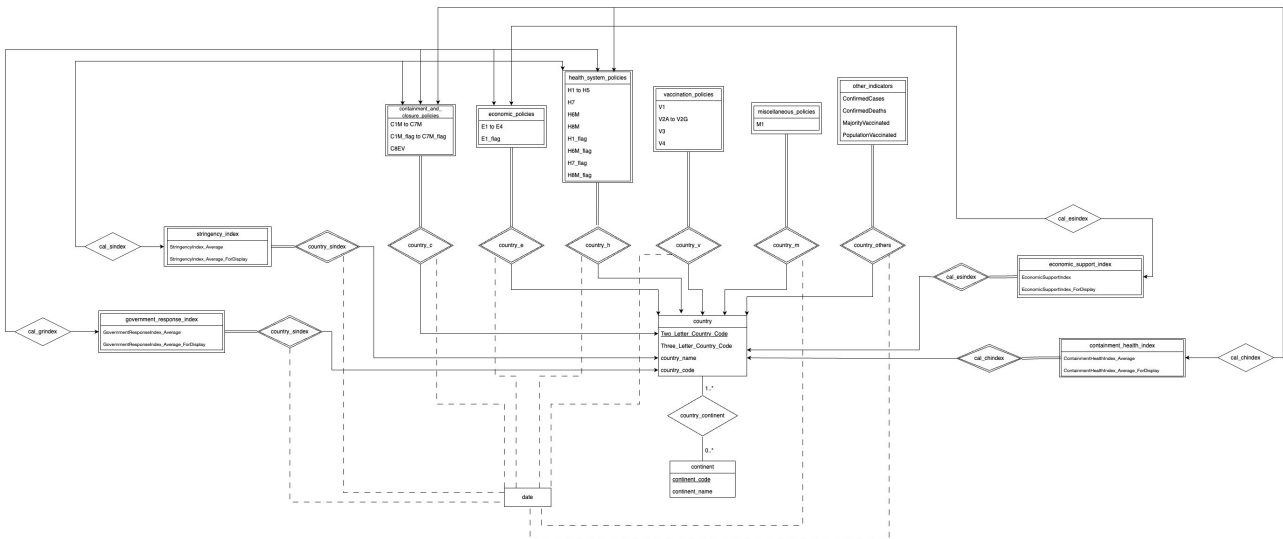 health_system_policies
H1 to H5
H7
H6M
H8M
H1_flag
H6M_flag
H7_flag
H8M_flag
vaccination_policies
V1
V2A to V2G
V3
V4
other_indicators
ConfirmedCases
ConfirmedDeaths
MajorityVaccinated
PopulationVaccinated
containment_and_
closure_policies
C1M to C7M
C1M_flag to C7M_flag
C8EV
economic_policies
E1 to E4
E1_flag
miscellaneous_policies
M1
cal_sindex
stringency_index
StringencyIndex_Average
StringencyIndex_Average_ForDisplay
country_sindex
country_c
country_e
country_h
country_v
country_m
country_others
cal_esindex
cal_esindex
economic_support_index
EconomicSupportIndex
EconomicSupportIndex_ForDisplay
cal_grindex
government_response_index
GovernmentResponseIndex_Average
GovernmentResponseIndex_Average_ForDisplay
country_sindex
country
Two_Letter_Country_Code
Three_Letter_Country_Code
country_name
country_code
cal_chindex
containment_health_index
ContainmentHealthIndex_Average
ContainmentHealthIndex_Average_ForDisplay
cal_chindex
1..*
country_continent
0..*
continent
continent_code
continent_name
date